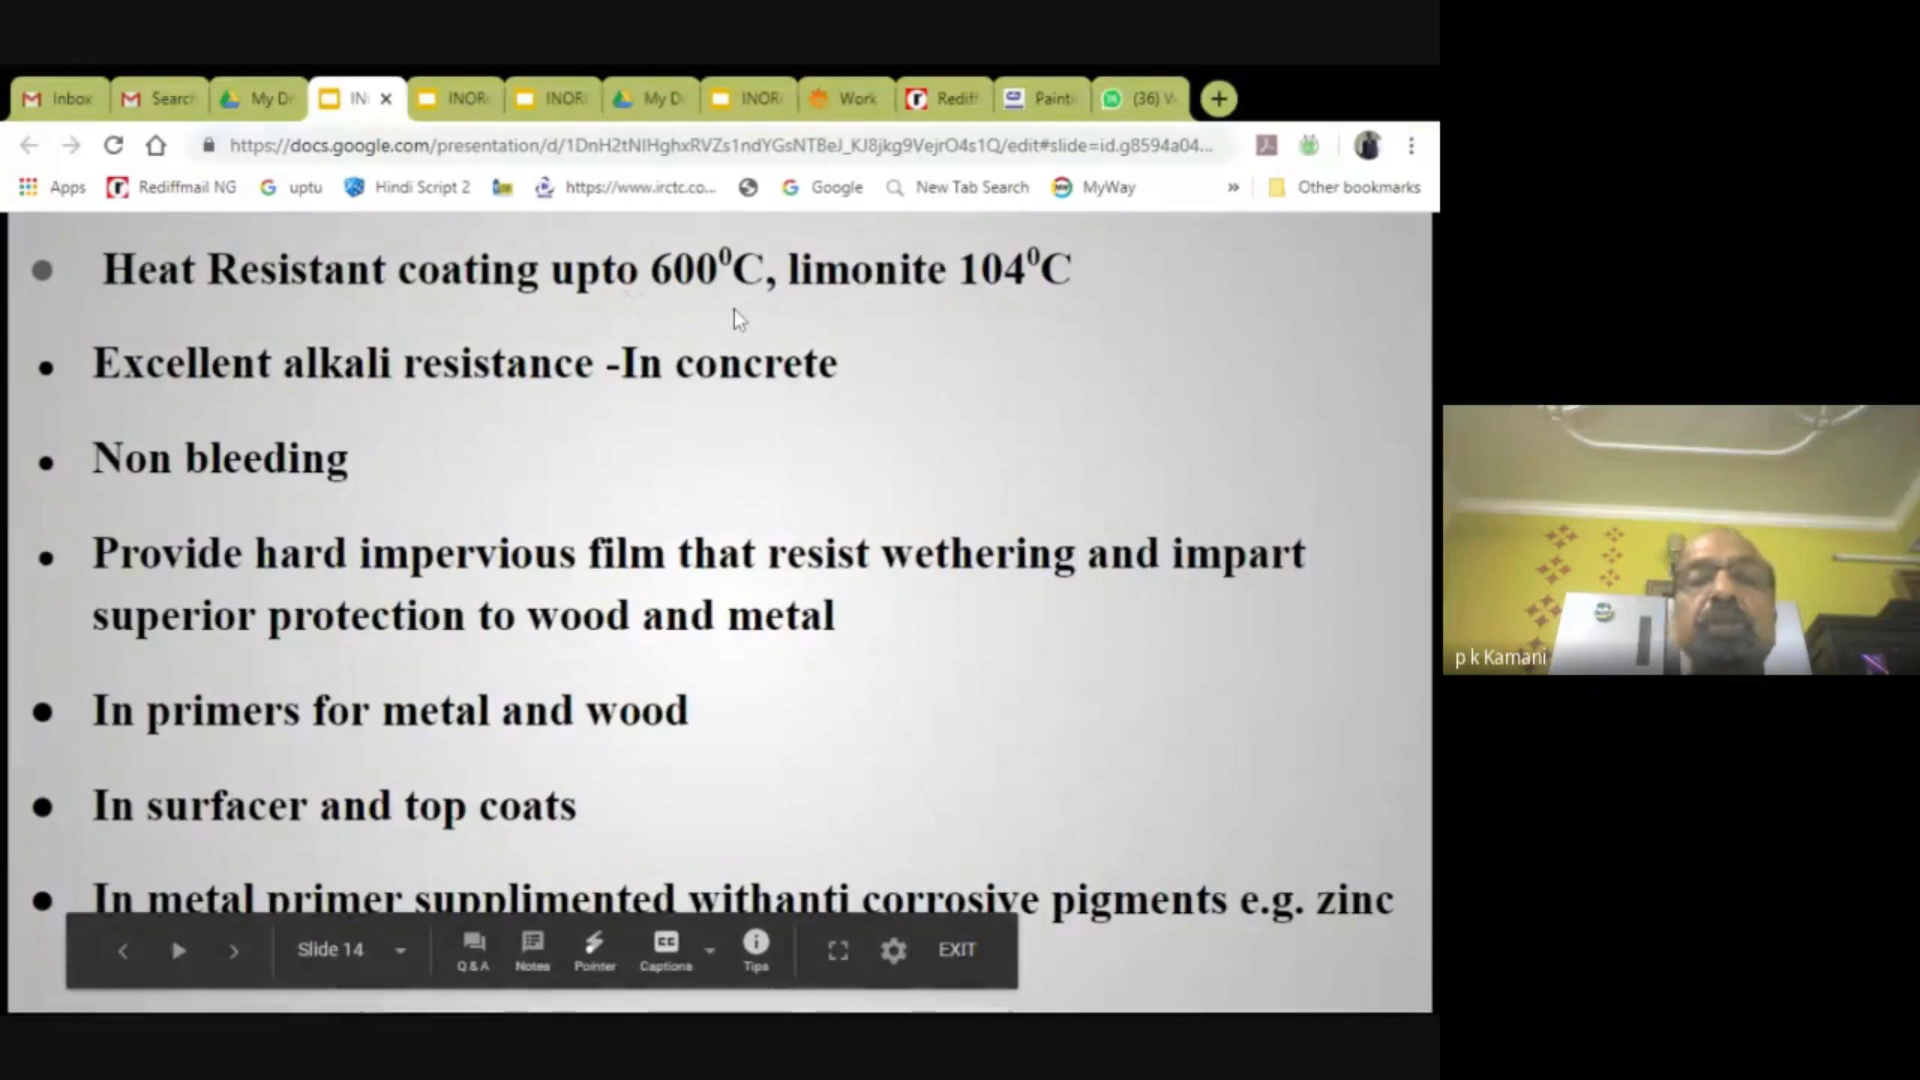 Inbox Search My Dr IN INOR INOR My D INOR Work Rediff Painti (36) W
https://docs.google.com/presentation/d/1DnH2tNIHghxRVZs1ndYGsNTBeJ_KJ8jkg9VejrO4s1Q/edit#slide=id.g8594a04...
Apps Rediffmail NG uptu Hindi Script 2 https://www.irctc.co... Google New Tab Search MyWay » Other bookmarks
• Heat Resistant coating upto 600⁰C, limonite 104⁰C
• Excellent alkali resistance -In concrete
• Non bleeding
• Provide hard impervious film that resist wethering and impart
superior protection to wood and metal
• In primers for metal and wood
• In surfacer and top coats
• In metal primer supplimented withanti corrosive pigments e.g. zinc
Slide 14 Q & A Notes Pointer CC Captions Tips EXIT
p k Kamani